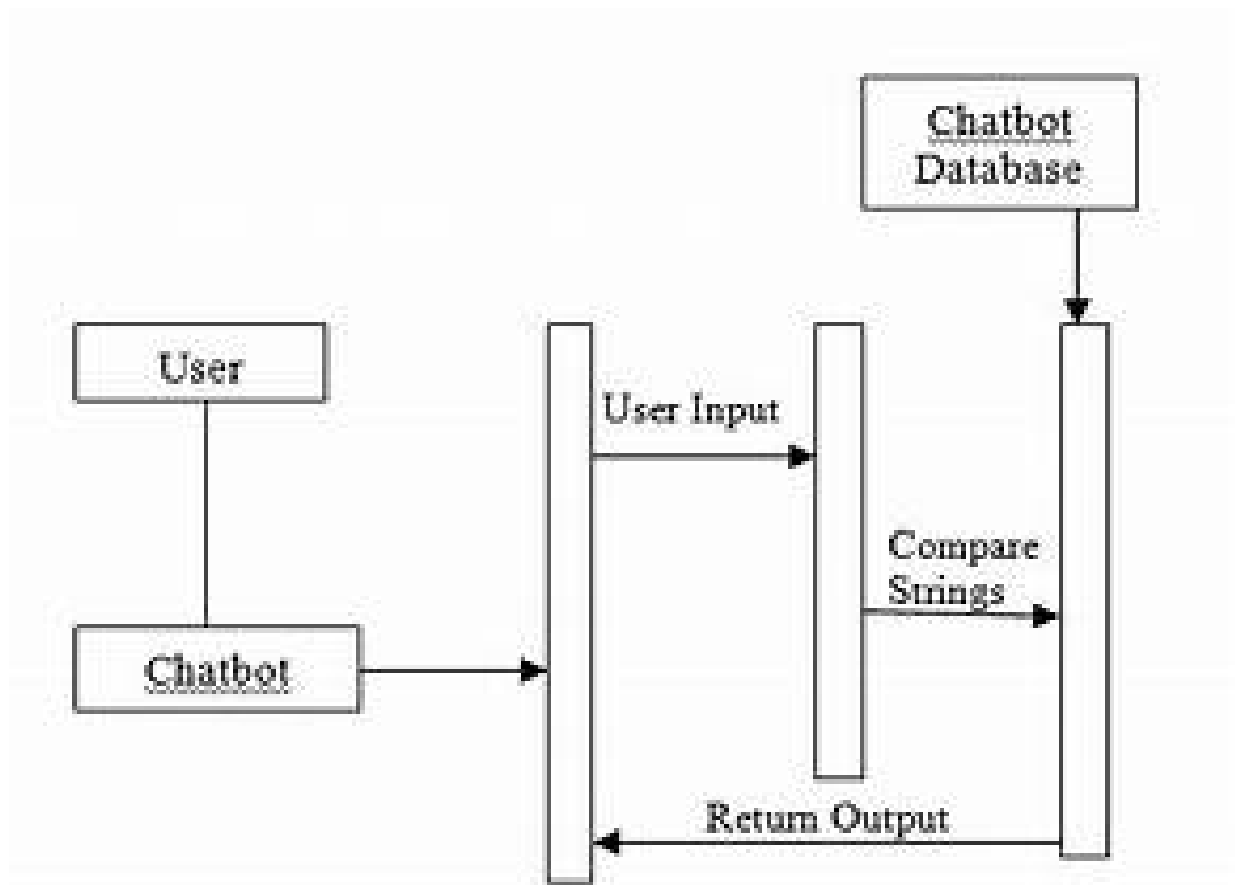 Chatbot
Database
User
User Input
Compare
Strings
Chatbot
Return Output